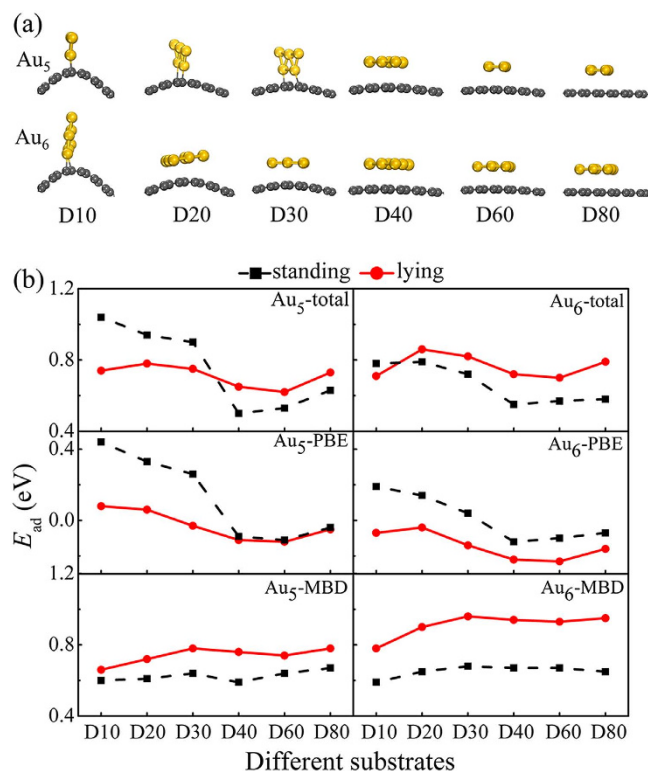 (a)
Au5
Au6
D10 D20 D30 D40 D60 D80
(b)
standing lying
1.2 Au5-total Au6-total
0.8
0.4
0.4 Au5-PBE Au6-PBE
0.0
1.2 Au5-MBD Au6-MBD
0.8
0.4
Ead (eV)
D10 D20 D30 D40 D60 D80 D10 D20 D30 D40 D60 D80
Different substrates